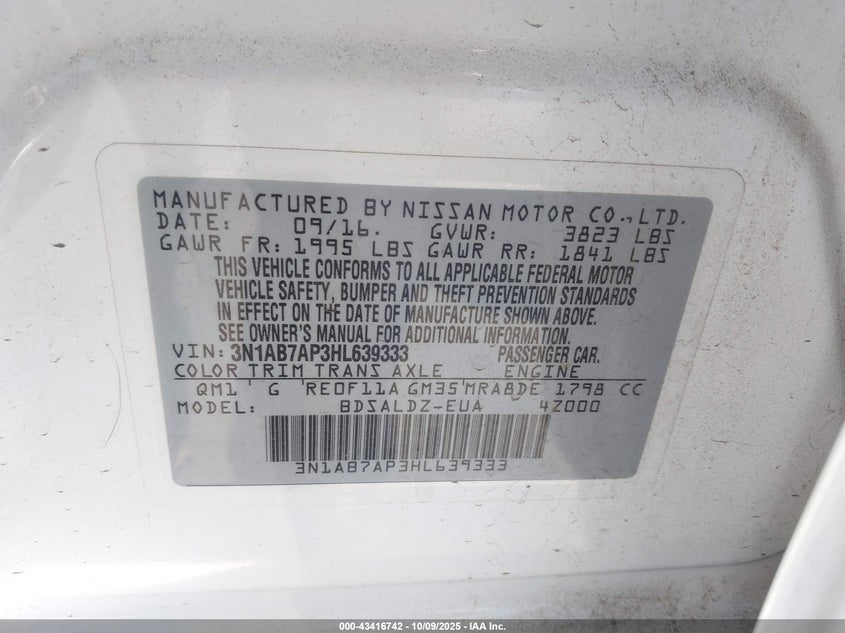 MANUFACTURED BY NISSAN MOTOR CO.,LTD.
DATE: 09/16. GVWR: 3823 LBS
GAWR FR: 1995 LBS GAWR RR: 1841 LBS
THIS VEHICLE CONFORMS TO ALL APPLICABLE FEDERAL MOTOR
VEHICLE SAFETY, BUMPER AND THEFT PREVENTION STANDARDS
IN EFFECT ON THE DATE OF MANUFACTURE SHOWN ABOVE.
SEE OWNER'S MANUAL FOR ADDITIONAL INFORMATION.
VIN: 3N1AB7AP3HL639333 PASSENGER CAR.
COLOR TRIM TRANS AXLE ENGINE
QM1 G RE0F11A GM35 MRA8DE 1798 CC
MODEL: BDSALDZ-EUA 4Z000
3N1AB7AP3HL639333
000-43416742 - 10/09/2025 - IAA Inc.